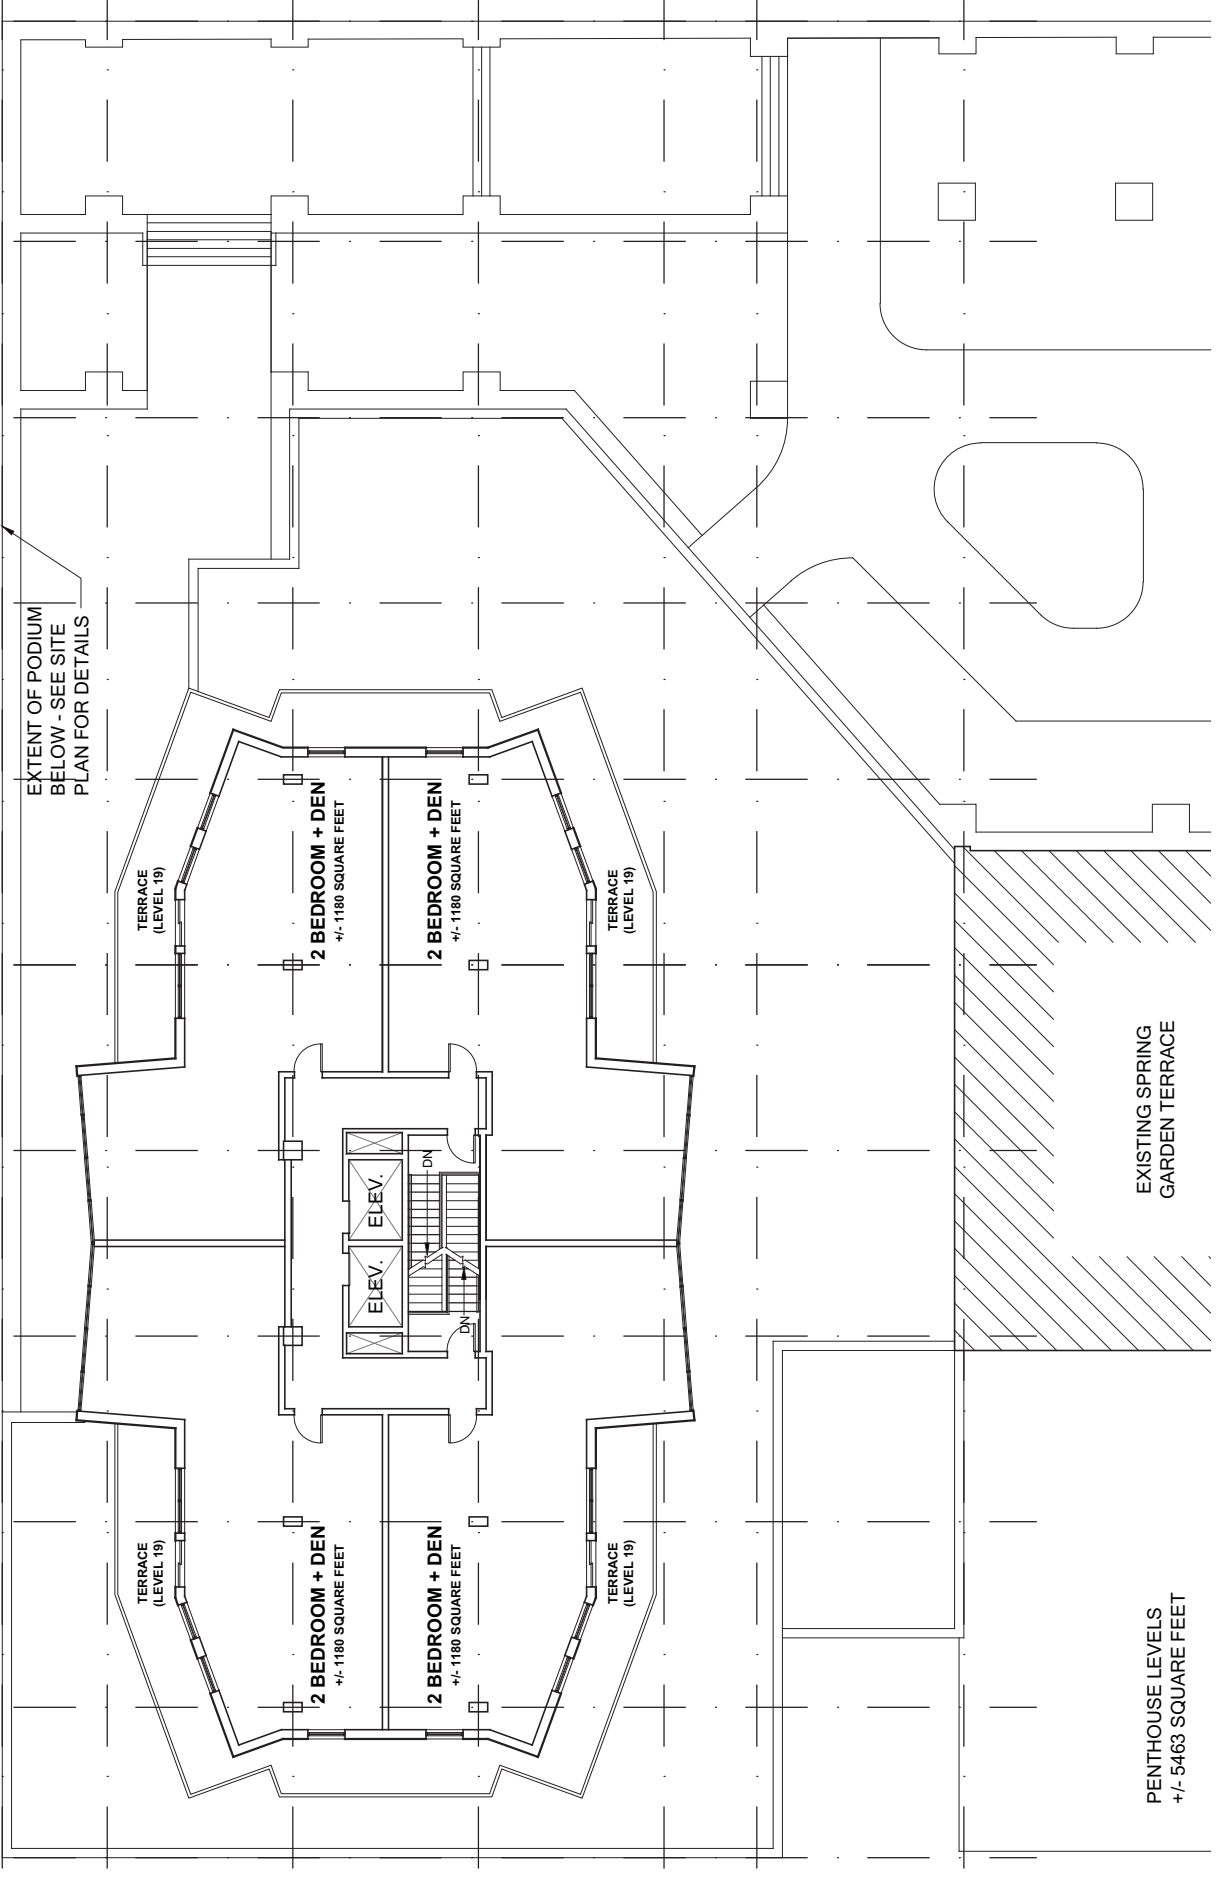 EXTENT OF PODIUM
BELOW - SEE SITE
PLAN FOR DETAILS
TERRACE
(LEVEL 19)
TERRACE
(LEVEL 19)
2 BEDROOM + DEN
+/- 1180 SQUARE FEET
2 BEDROOM + DEN
+/- 1180 SQUARE FEET
ELEV.
ELEV.
DN
DN
2 BEDROOM + DEN
+/- 1180 SQUARE FEET
2 BEDROOM + DEN
+/- 1180 SQUARE FEET
TERRACE
(LEVEL 19)
TERRACE
(LEVEL 19)
EXISTING SPRING
GARDEN TERRACE
PENTHOUSE LEVELS
+/- 5463 SQUARE FEET